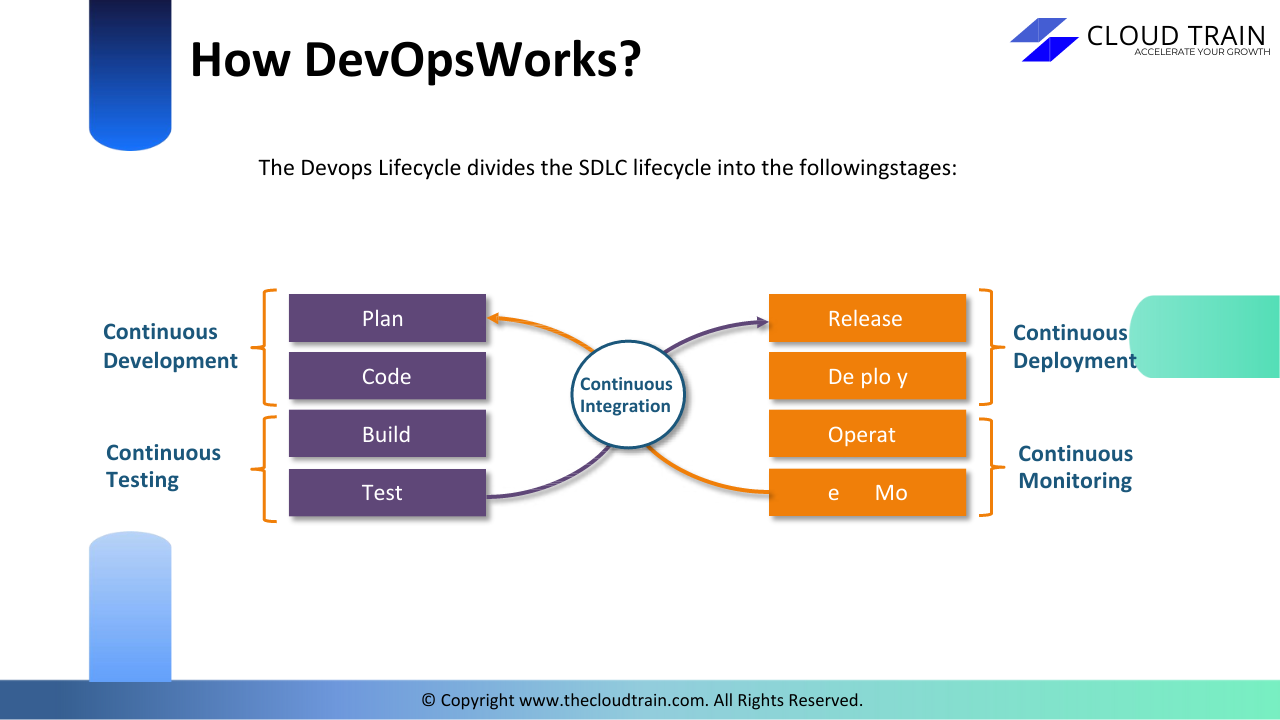 How DevOpsWorks?
CLOUD TRAIN
ACCELERATE YOUR GROWTH
The Devops Lifecycle divides the SDLC lifecycle into the followingstages:
Continuous
Development
Continuous
Testing
Plan
Code
Build
Test
Continuous
Integration
Release
De plo y
Operat
e Mo
Continuous
Deployment
Continuous
Monitoring
© Copyright www.thecloudtrain.com. All Rights Reserved.